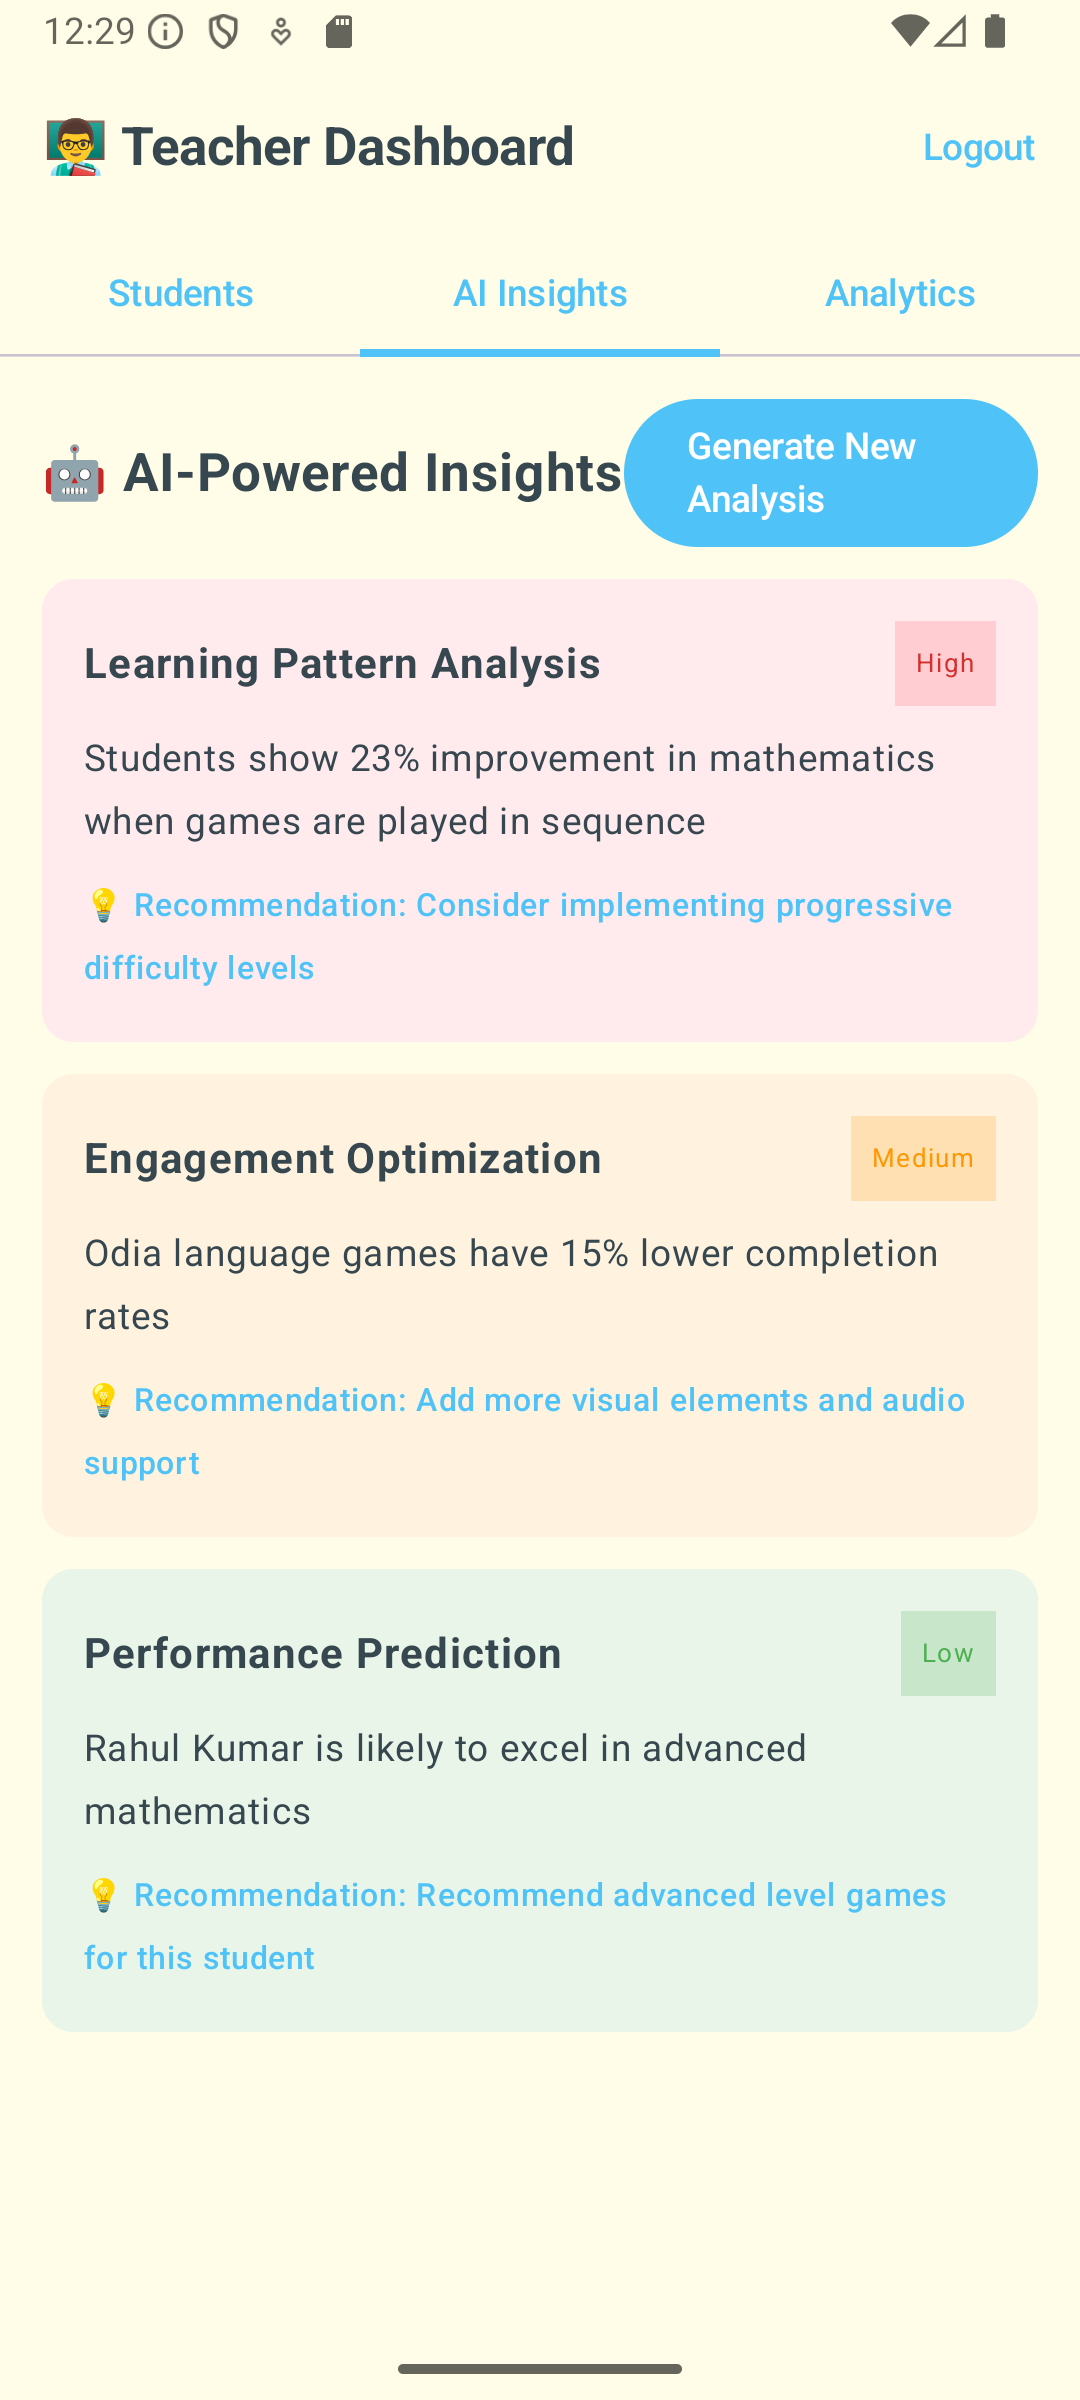 12:29
Teacher Dashboard
Logout
Students
AI Insights
Analytics
AI-Powered Insights
Generate New
Analysis
Learning Pattern Analysis
High
Students show 23% improvement in mathematics
when games are played in sequence
💡 Recommendation: Consider implementing progressive
difficulty levels
Engagement Optimization
Medium
Odia language games have 15% lower completion
rates
💡 Recommendation: Add more visual elements and audio
support
Performance Prediction
Low
Rahul Kumar is likely to excel in advanced
mathematics
💡 Recommendation: Recommend advanced level games
for this student